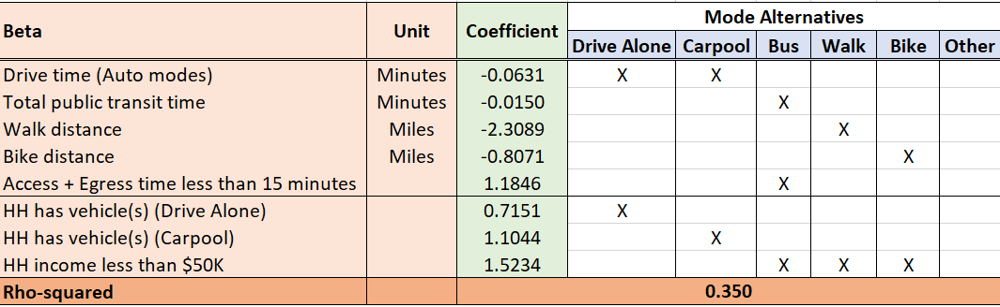 Beta Unit Coefficient Mode Alternatives
Drive Alone Carpool Bus Walk Bike Other
Drive time (Auto modes) Minutes -0.0631 X X
Total public transit time Minutes -0.0150 X
Walk distance Miles -2.3089 X
Bike distance Miles -0.8071 X
Access + Egress time less than 15 minutes 1.1846 X
HH has vehicle(s) (Drive Alone) 0.7151 X
HH has vehicle(s) (Carpool) 1.1044 X
HH income less than $50K 1.5234 X X X
Rho-squared 0.350